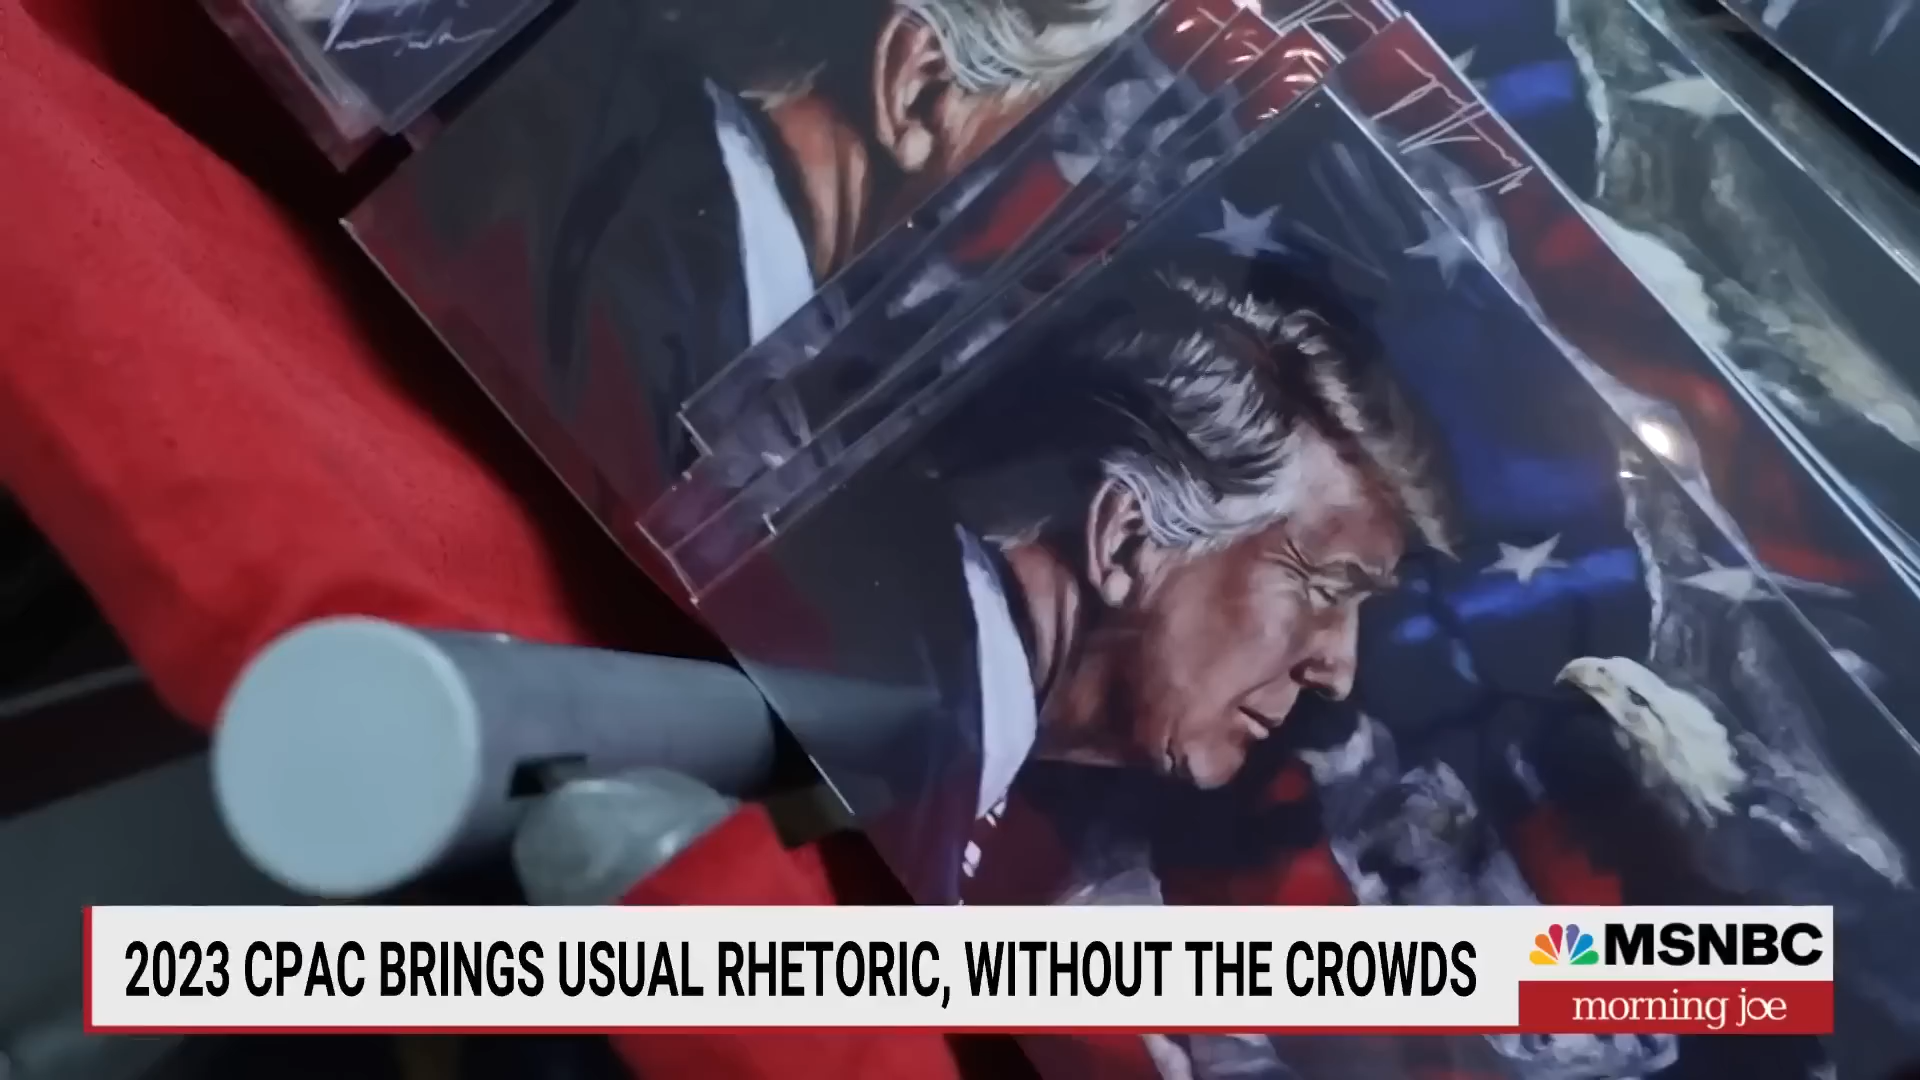 2023 CPAC BRINGS USUAL RHETORIC, WITHOUT THE CROWDS
MSNBC
morning joe